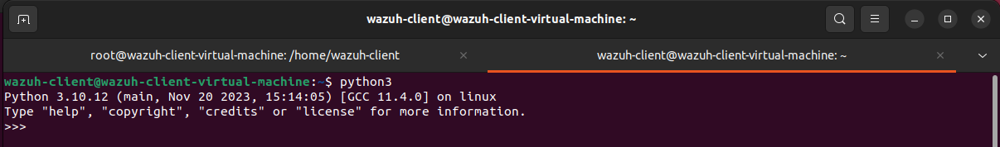 wazuh-client@wazuh-client-virtual-machine: ~
root@wazuh-client-virtual-machine: /home/wazuh-client
wazuh-client@wazuh-client-virtual-machine: ~
wazuh-client@wazuh-client-virtual-machine:~$ python3
Python 3.10.12 (main, Nov 20 2023, 15:14:05) [GCC 11.4.0] on linux
Type "help", "copyright", "credits" or "license" for more information.
>>>